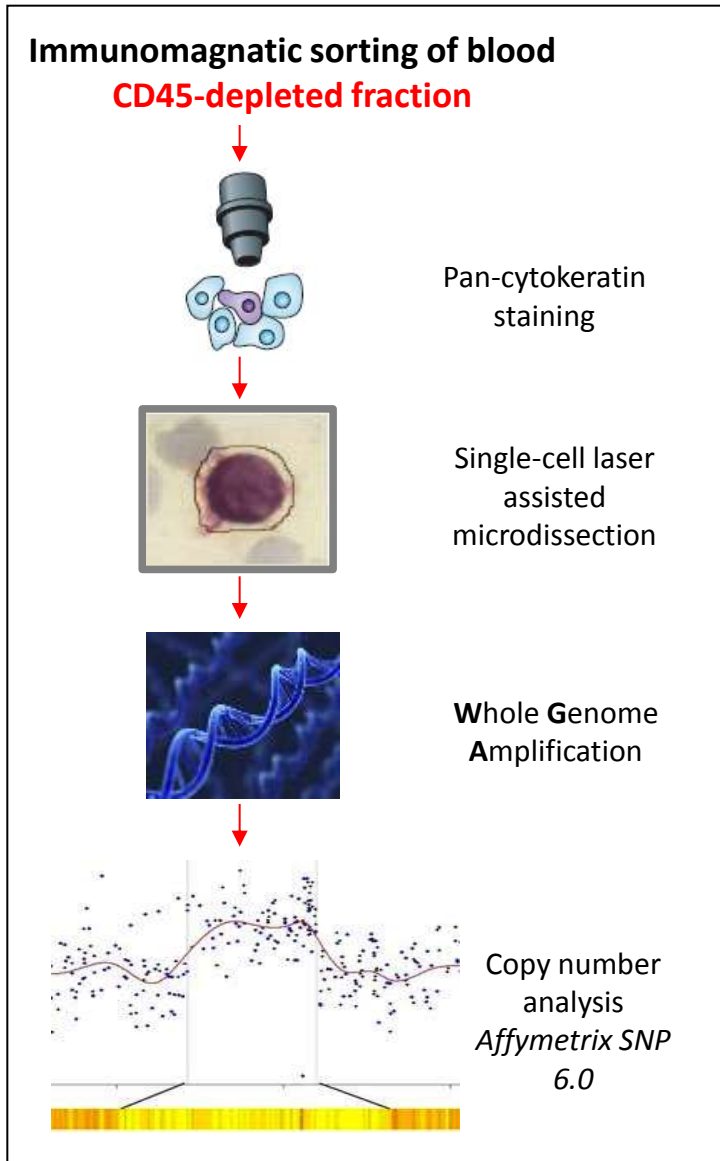 Immunomagnatic sorting of blood
CD45-depleted fraction
Pan-cytokeratin
staining
Single-cell laser
assisted
microdissection
Whole Genome
Amplification
Copy number
analysis
Affymetrix SNP
6.0